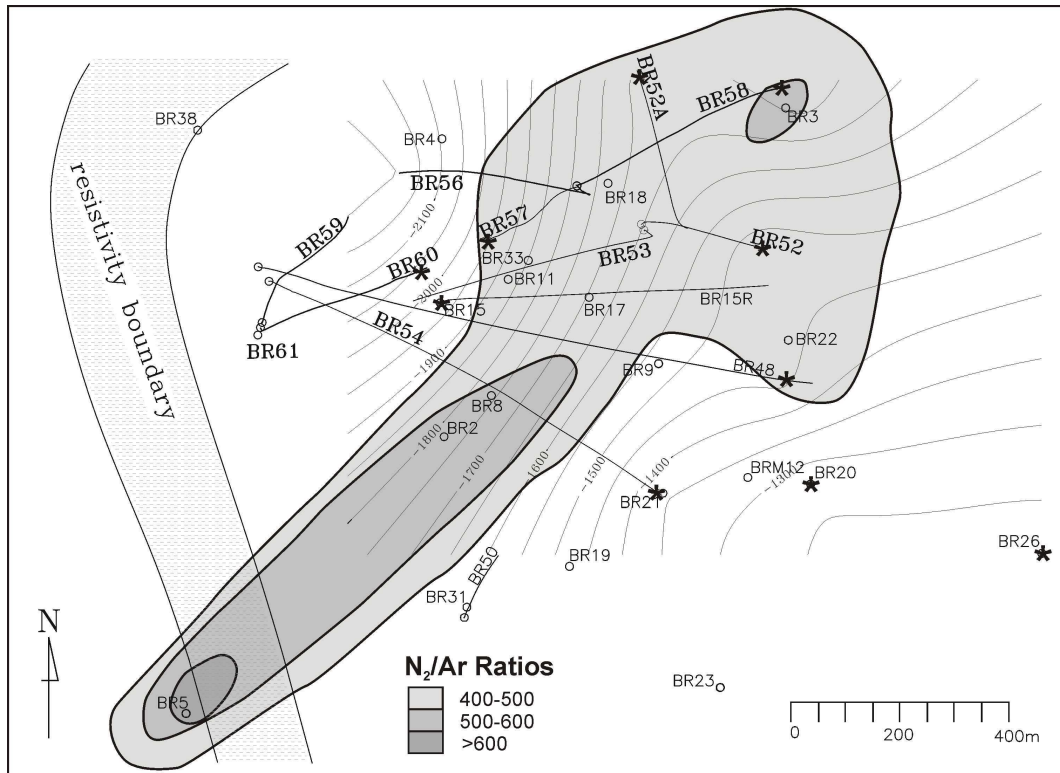 BR58
BR52A
BR3
BR38
BR4
BR56
BR18
-2100-
BR59
BR57
BR53
BR52
BR33
BR60
BR11
-2000-
BR15
BR17
BR15R
resistivity boundary
BR54
BR61
BR22
-1900-
BR9
BR48
BR8
-1800-
BR2
-1700-
-1600-
-1500-
-1400-
BR21
BRM12
-1300-
BR20
BR26
BR50
BR19
BR31
N
N2/Ar Ratios
400-500
500-600
>600
BR5
BR23
0 200 400m